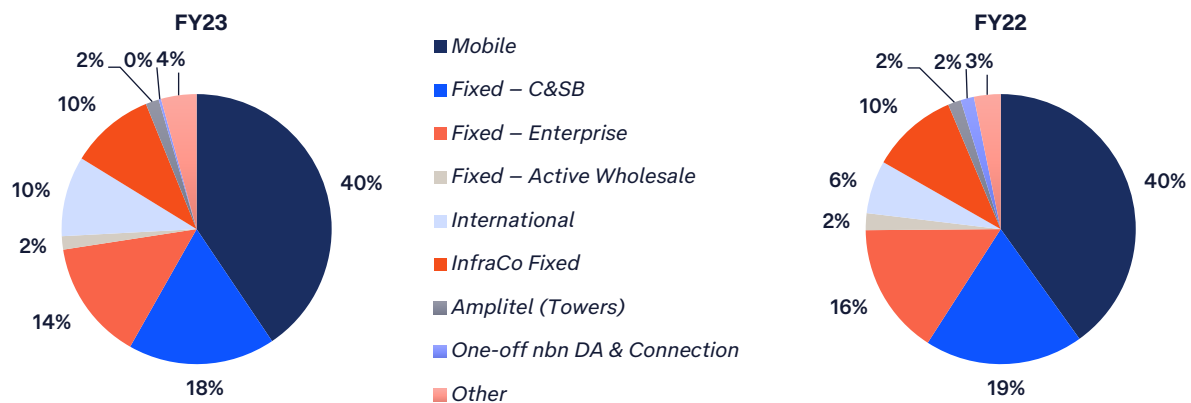 FY23
2% 0% 4%
10%
10%
2%
14%
18%
40%
Mobile
Fixed – C&SB
Fixed – Enterprise
Fixed – Active Wholesale
International
InfraCo Fixed
Amplitel (Towers)
One-off nbn DA & Connection
Other
FY22
2% 2% 3%
10%
6%
2%
16%
19%
40%